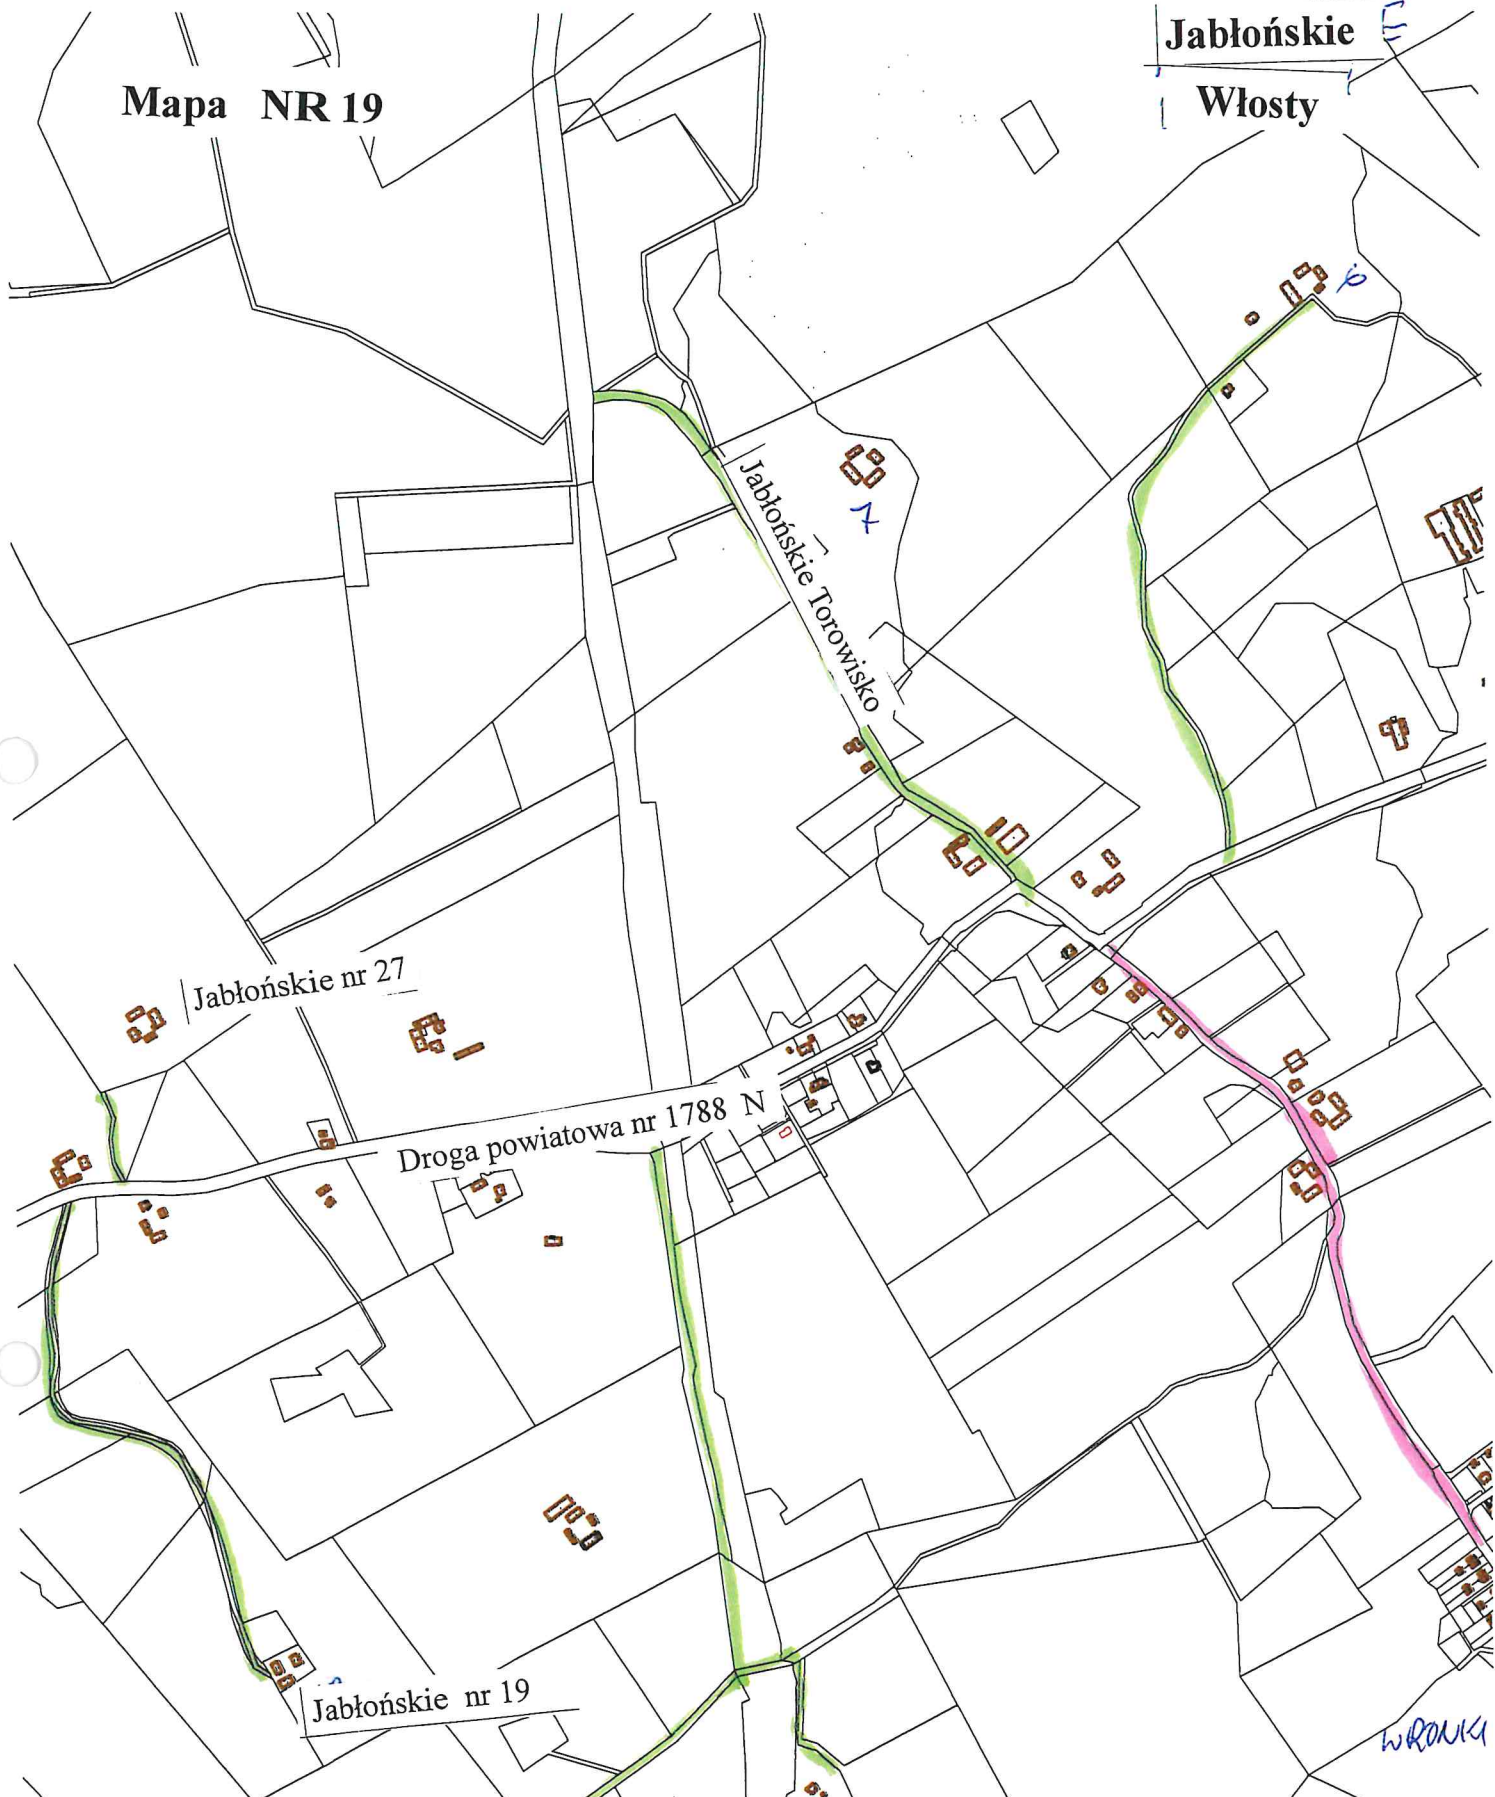 Jabłońskie E
Mapa NR 19
Włosty
6
7
Jabłońskie Torowisko
Jabłońskie nr 27
Droga powiatowa nr 1788 N
Jabłońskie nr 19
WRONKI